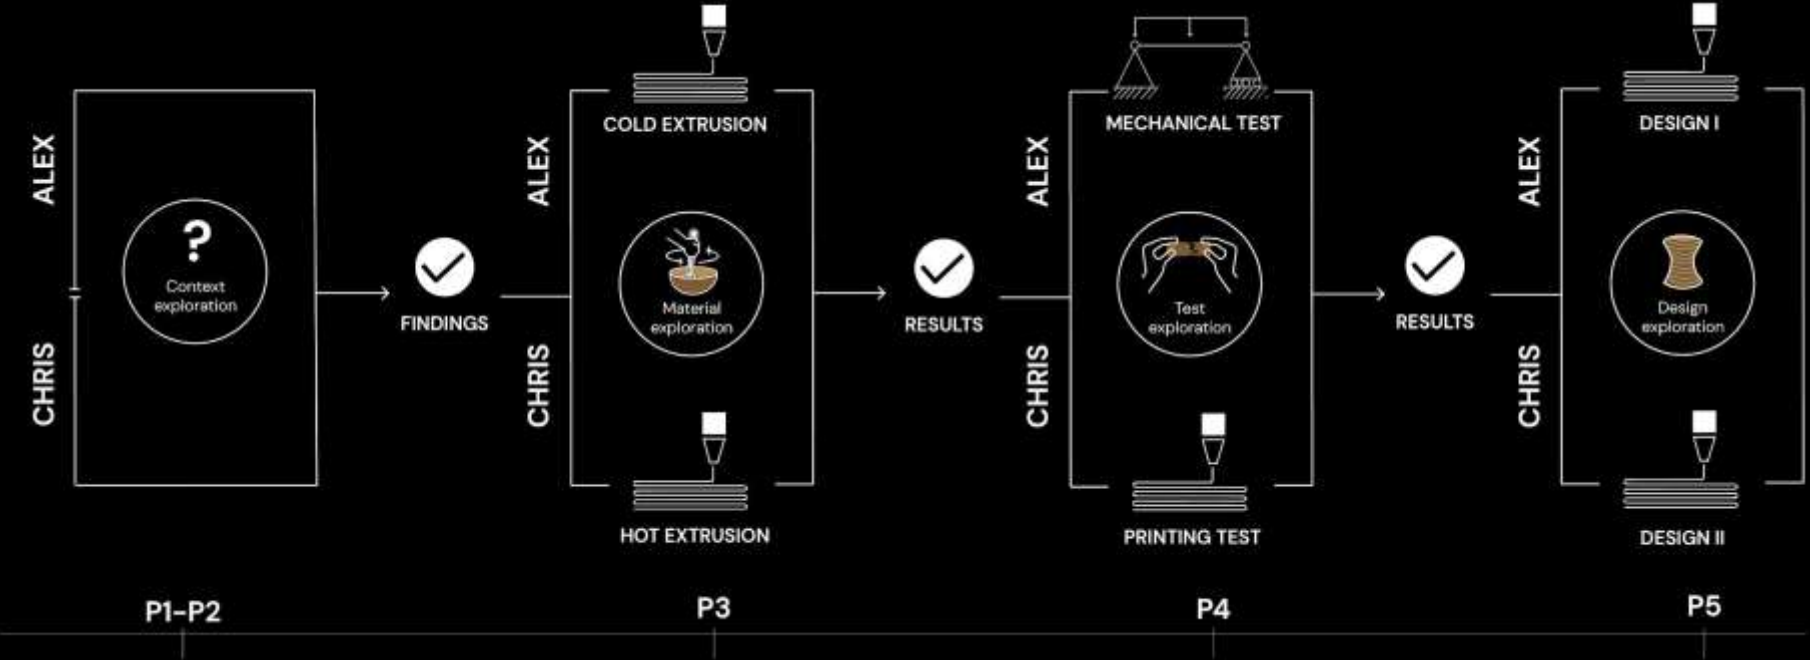 ALEX
CHRIS
?
Context
exploration
FINDINGS
COLD EXTRUSION
ALEX
CHRIS
Material
exploration
HOT EXTRUSION
RESULTS
MECHANICAL TEST
ALEX
CHRIS
Test
exploration
PRINTING TEST
RESULTS
DESIGN I
ALEX
CHRIS
Design
exploration
DESIGN II
P1-P2
P3
P4
P5